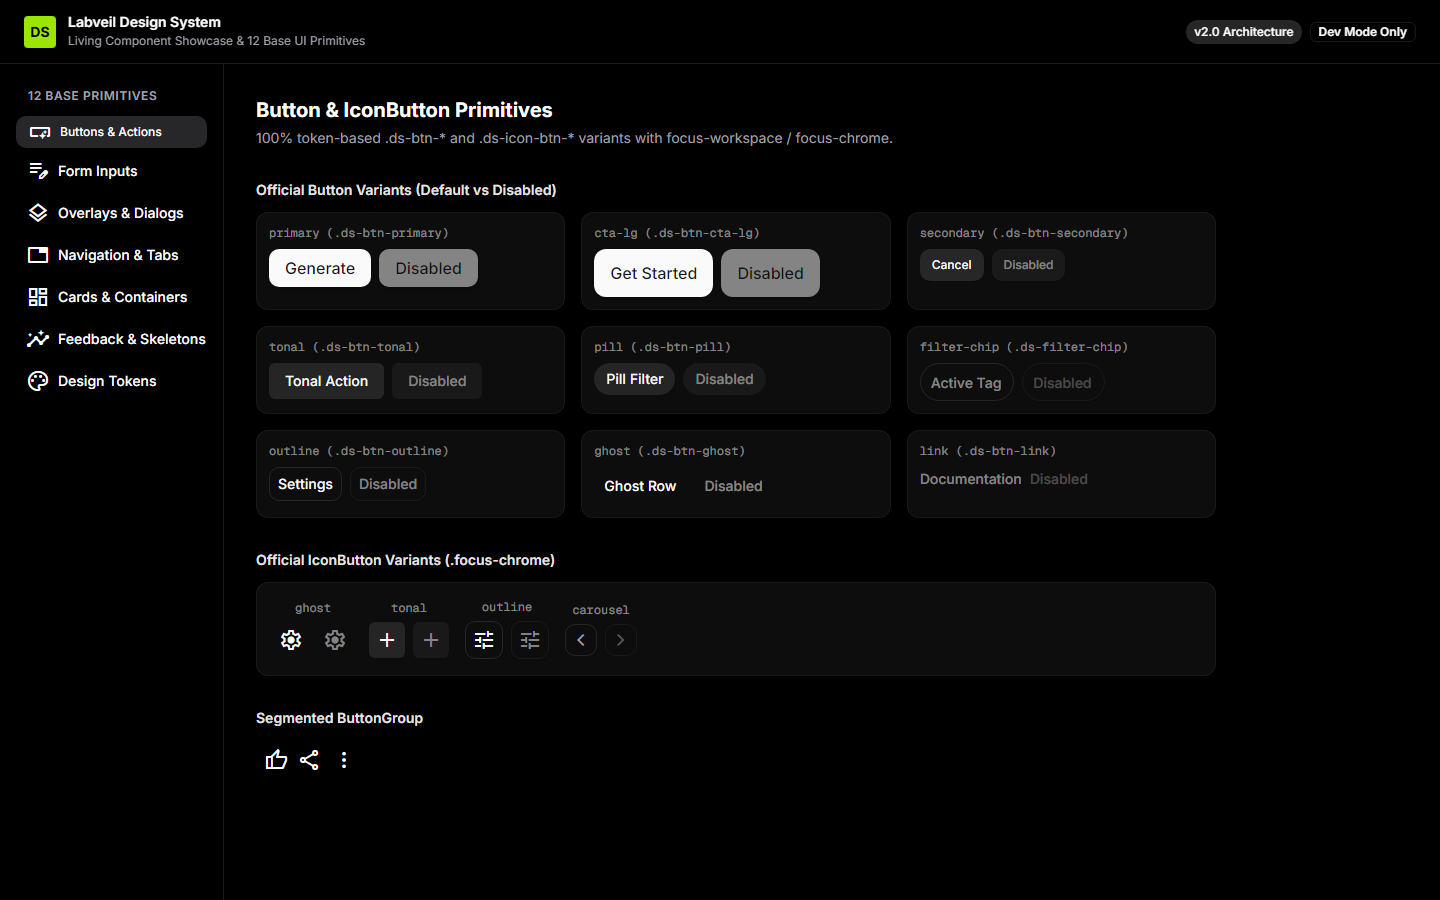 DS
Labveil Design System
Living Component Showcase & 12 Base UI Primitives
v2.0 Architecture
Dev Mode Only
12 BASE PRIMITIVES
Buttons & Actions
Form Inputs
Overlays & Dialogs
Navigation & Tabs
Cards & Containers
Feedback & Skeletons
Design Tokens
Button & IconButton Primitives
100% token-based .ds-btn-* and .ds-icon-btn-* variants with focus-workspace / focus-chrome.
Official Button Variants (Default vs Disabled)
primary (.ds-btn-primary)
Generate Disabled
cta-lg (.ds-btn-cta-lg)
Get Started Disabled
secondary (.ds-btn-secondary)
Cancel Disabled
tonal (.ds-btn-tonal)
Tonal Action Disabled
pill (.ds-btn-pill)
Pill Filter Disabled
filter-chip (.ds-filter-chip)
Active Tag Disabled
outline (.ds-btn-outline)
Settings Disabled
ghost (.ds-btn-ghost)
Ghost Row Disabled
link (.ds-btn-link)
Documentation Disabled
Official IconButton Variants (.focus-chrome)
ghost tonal outline carousel
Segmented ButtonGroup